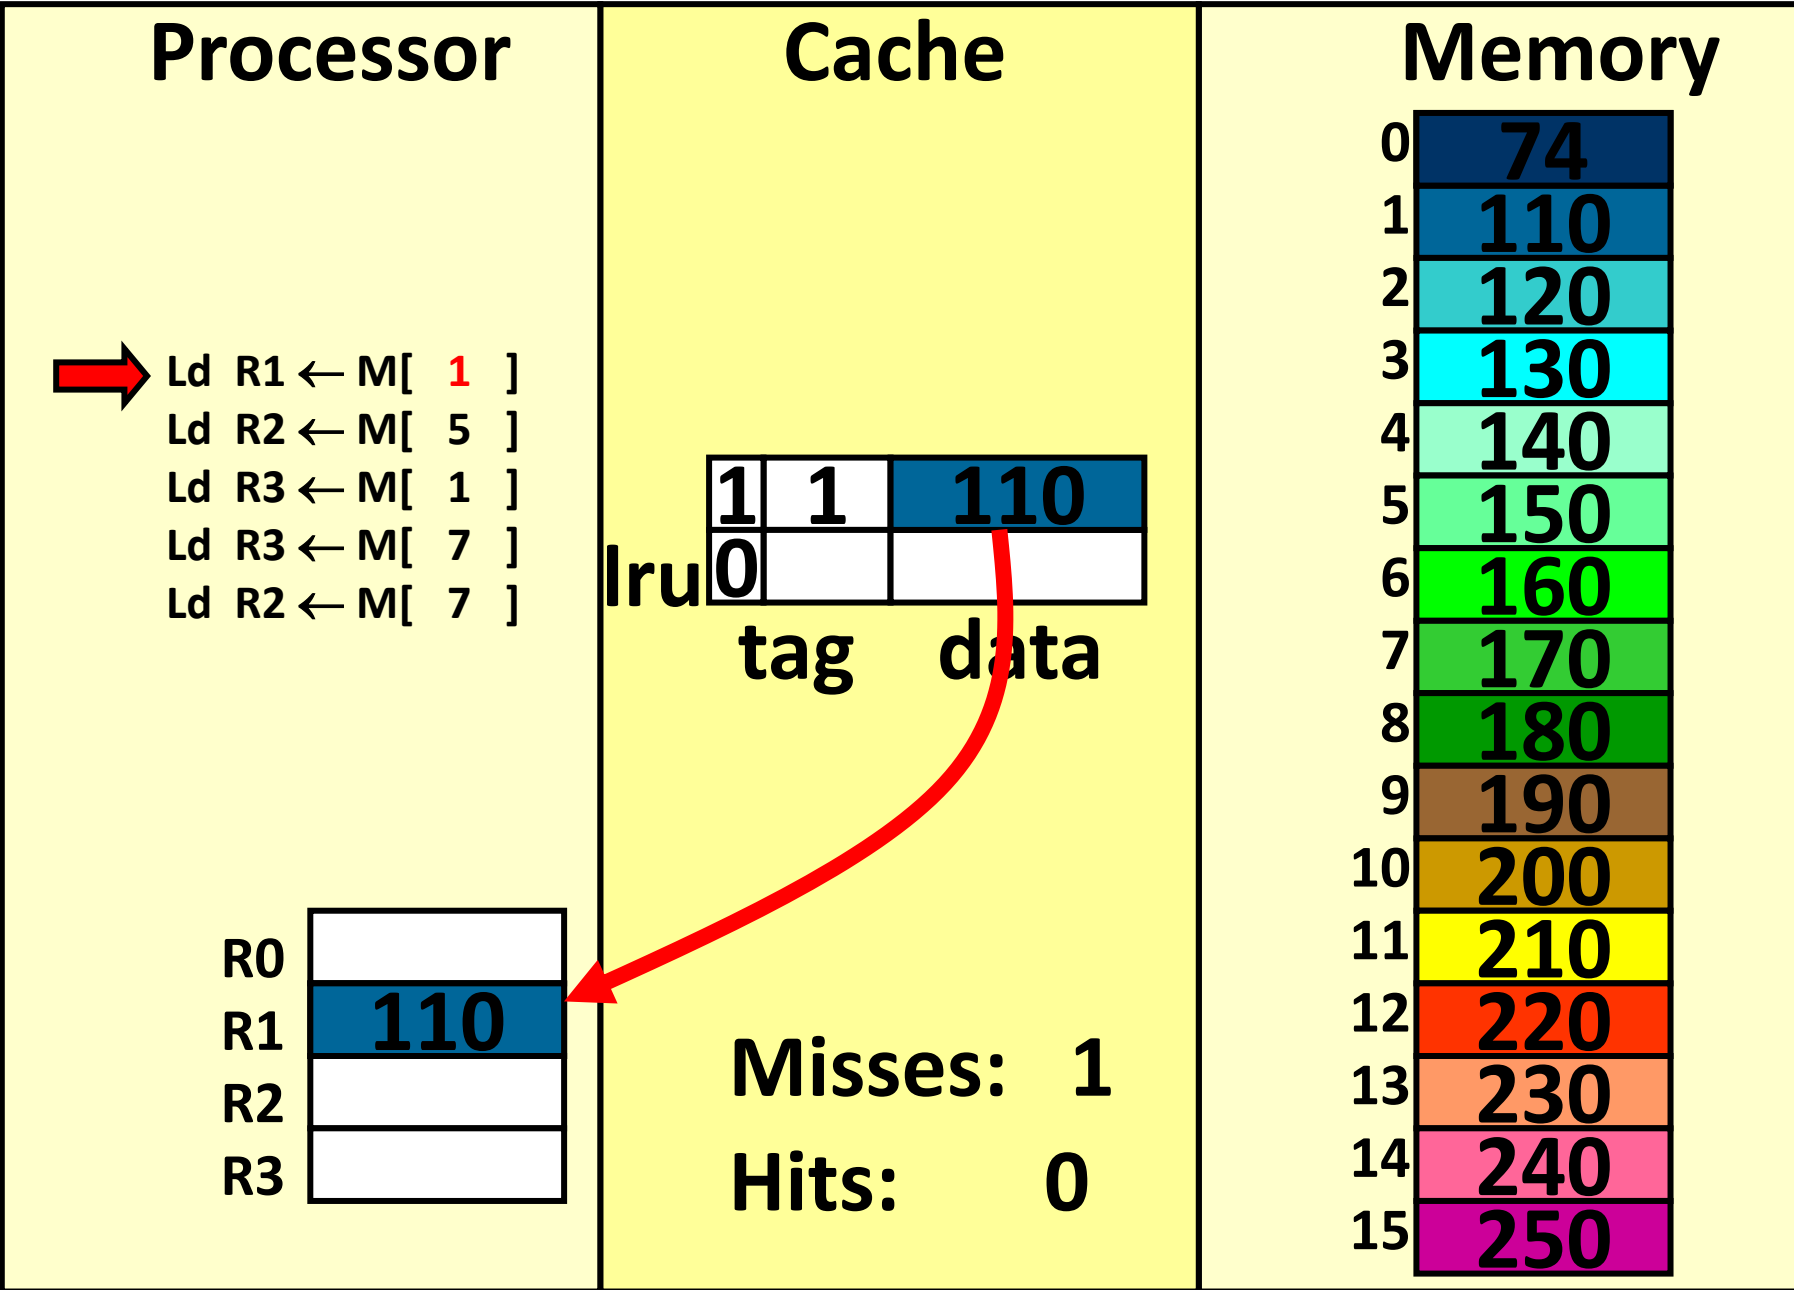 Processor
Ld R1 ← M[ 1 ]
Ld R2 ← M[ 5 ]
Ld R3 ← M[ 1 ]
Ld R3 ← M[ 7 ]
Ld R2 ← M[ 7 ]
R0
R1 110
R2
R3
Cache
1 1 110
lru 0
tag data
Misses: 1
Hits: 0
Memory
0 74
1 110
2 120
3 130
4 140
5 150
6 160
7 170
8 180
9 190
10 200
11 210
12 220
13 230
14 240
15 250